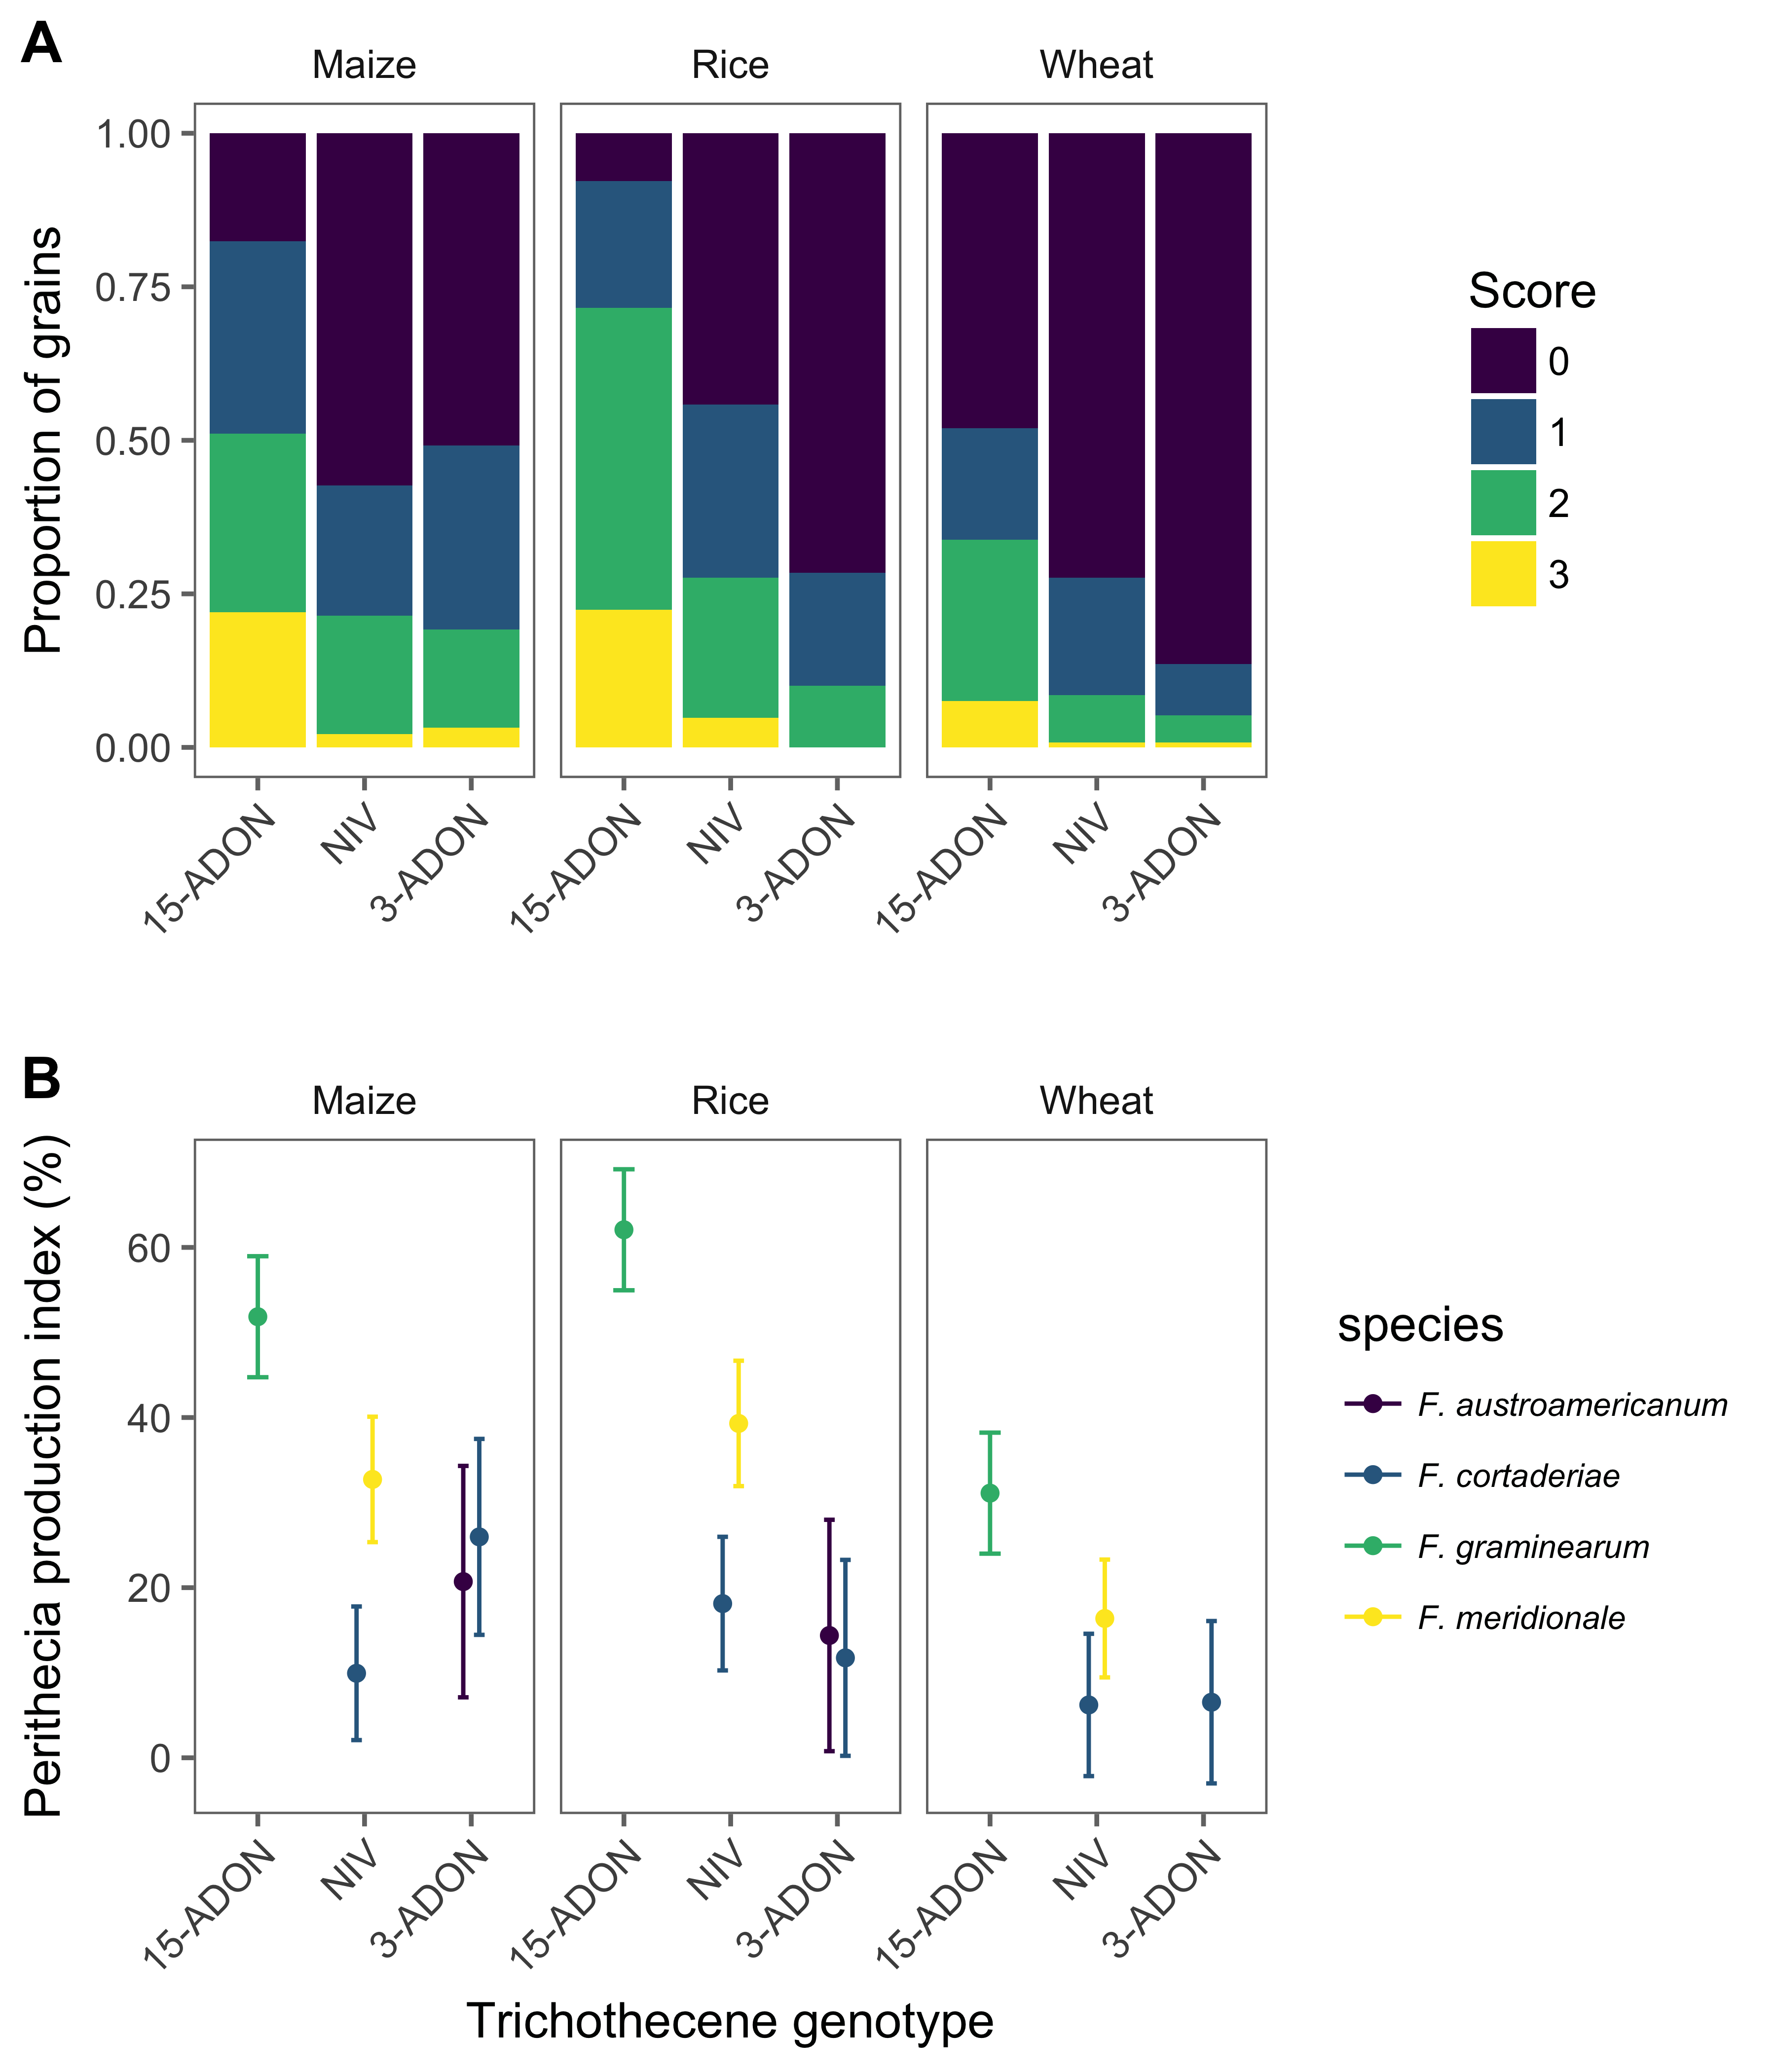 A
Maize Rice Wheat
Proportion of grains
1.00
0.75
0.50
0.25
0.00
15-ADON NIV 3-ADON 15-ADON NIV 3-ADON 15-ADON NIV 3-ADON
Score
0
1
2
3
B
Maize Rice Wheat
Perithecia production index (%)
60
40
20
0
15-ADON NIV 3-ADON 15-ADON NIV 3-ADON 15-ADON NIV 3-ADON
Trichothecene genotype
species
F. austroamericanum
F. cortaderiae
F. graminearum
F. meridionale